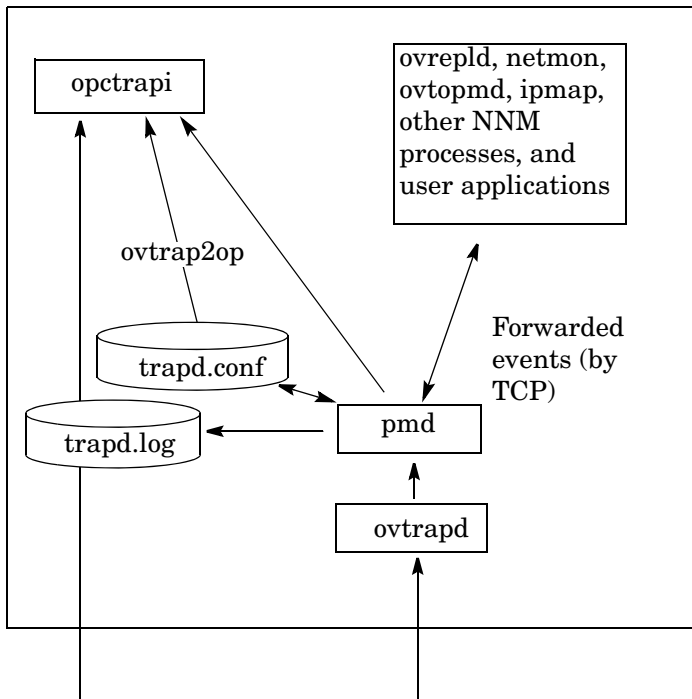 opctrapi
ovrepld, netmon,
ovtopmd, ipmap,
other NNM
processes, and
user applications
ovtrap2op
trapd.conf
Forwarded
events (by
TCP)
trapd.log
pmd
ovtrapd